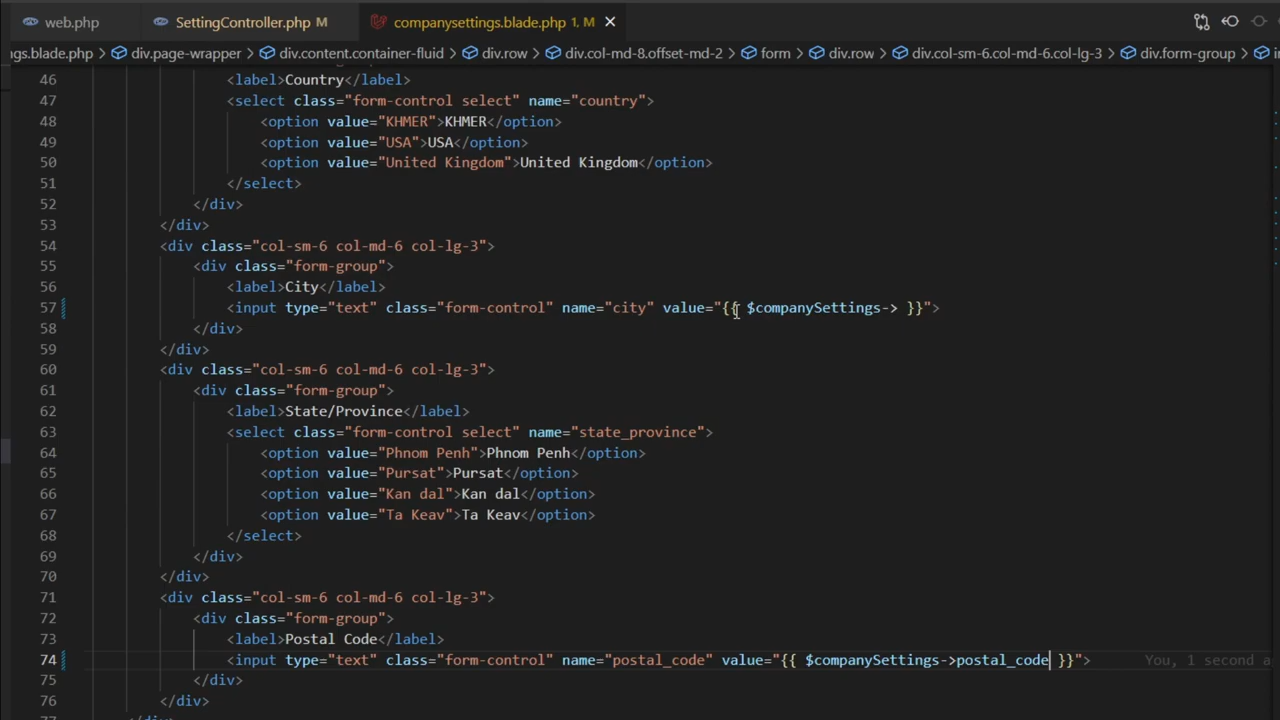 web.php SettingController.php M companysettings.blade.php 1, M
gs.blade.php > div.page-wrapper > div.content.container-fluid > div.row > div.col-md-8.offset-md-2 > form > div.row > div.col-sm-6.col-md-6.col-lg-3 > div.form-group >
46 <label>Country</label>
47 <select class="form-control select" name="country">
48 <option value="KHMER">KHMER</option>
49 <option value="USA">USA</option>
50 <option value="United Kingdom">United Kingdom</option>
51 </select>
52 </div>
53 </div>
54 <div class="col-sm-6 col-md-6 col-lg-3">
55 <div class="form-group">
56 <label>City</label>
57 <input type="text" class="form-control" name="city" value="{{ $companySettings-> }}">
58 </div>
59 </div>
60 <div class="col-sm-6 col-md-6 col-lg-3">
61 <div class="form-group">
62 <label>State/Province</label>
63 <select class="form-control select" name="state_province">
64 <option value="Phnom Penh">Phnom Penh</option>
65 <option value="Pursat">Pursat</option>
66 <option value="Kan dal">Kan dal</option>
67 <option value="Ta Keav">Ta Keav</option>
68 </select>
69 </div>
70 </div>
71 <div class="col-sm-6 col-md-6 col-lg-3">
72 <div class="form-group">
73 <label>Postal Code</label>
74 <input type="text" class="form-control" name="postal_code" value="{{ $companySettings->postal_code }}"> You, 1 second a
75 </div>
76 </div>